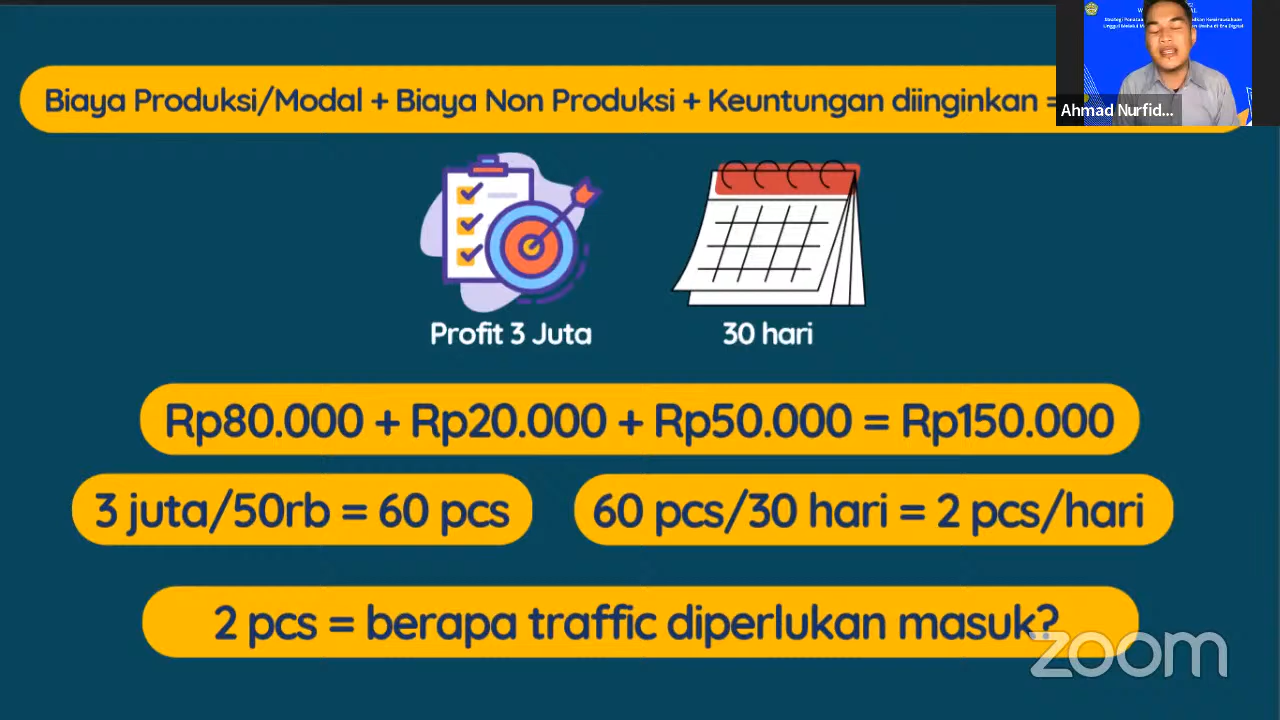 Biaya Produksi/Modal + Biaya Non Produksi + Keuntungan diinginkan =
Ahmad Nurfid...
Profit 3 Juta
30 hari
Rp80.000 + Rp20.000 + Rp50.000 = Rp150.000
3 juta/50rb = 60 pcs
60 pcs/30 hari = 2 pcs/hari
2 pcs = berapa traffic diperlukan masuk?
zoom